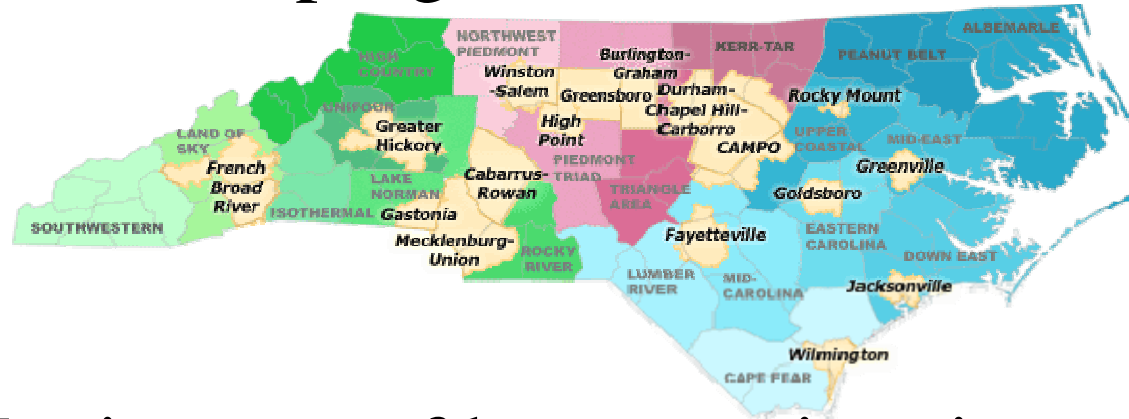 ALBEMARLE
NORTHWEST
PIEDMONT
KERR-TAR
PEANUT BELT
HIGH
COUNTRY
Burlington-
Graham
Winston
-Salem
Greensboro
Durham-
Chapel Hill-
Carborro
Rocky Mount
UNIFOUR
Greater
Hickory
High
Point
CAMPO
UPPER
COASTAL
MID-EAST
LAND OF
SKY
French
Broad
River
PIEDMONT
TRIAD
Cabarrus-
Rowan
Greenville
LAKE
NORMAN
TRIANGLE
AREA
Goldsboro
ISOTHERMAL
Gastonia
SOUTHWESTERN
Mecklenburg-
Union
ROCKY
RIVER
Fayetteville
EASTERN
CAROLINA
DOWN EAST
LUMBER
RIVER
MID-
CAROLINA
Jacksonville
Wilmington
CAPE FEAR